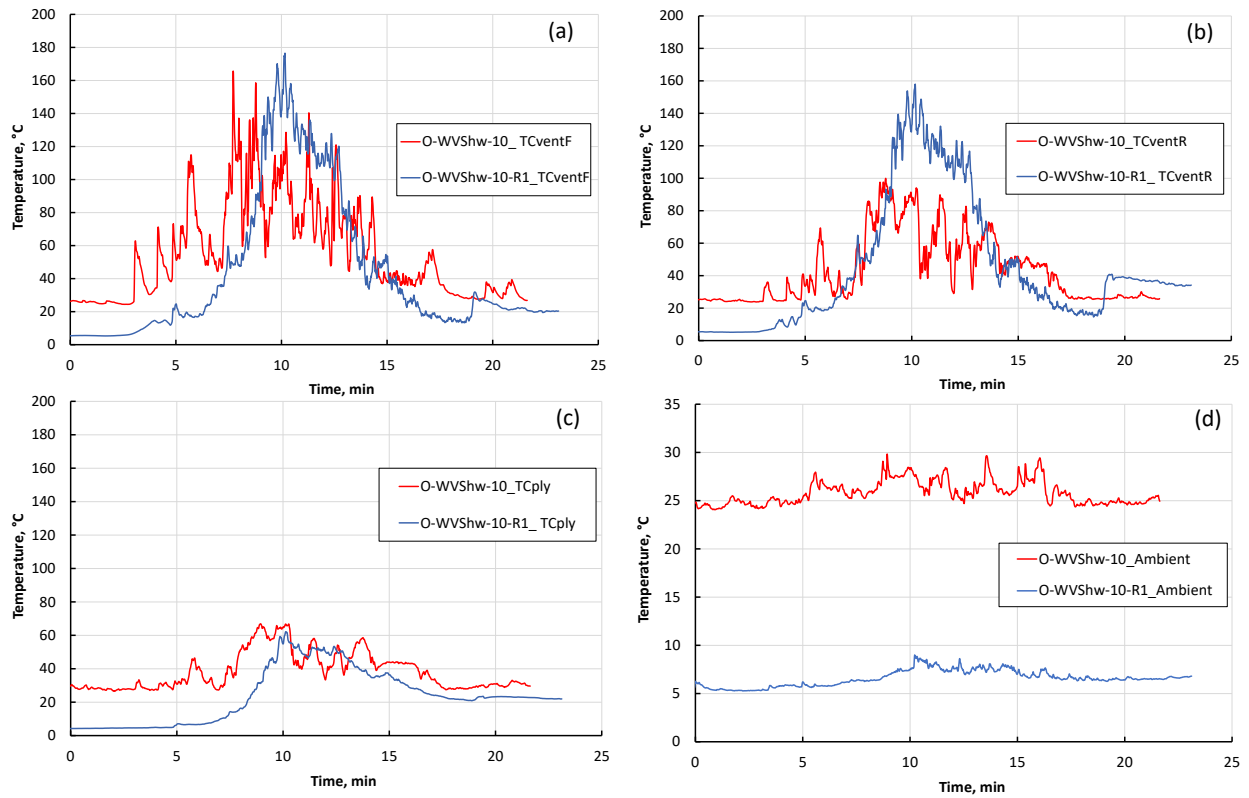 (a)
200
180
160
140
120
100
80
60
40
20
0
Temperature, °C
O-WVShw-10_ TCventF
O-WVShw-10-R1_TCventF
0 5 10 15 20 25
Time, min
(b)
200
180
160
140
120
100
80
60
40
20
0
Temperature, °C
O-WVShw-10_TCventR
O-WVShw-10-R1_ TCventR
0 5 10 15 20 25
Time, min
(c)
200
180
160
140
120
100
80
60
40
20
0
Temperature, °C
O-WVShw-10_TCply
O-WVShw-10-R1_ TCply
0 5 10 15 20 25
Time, min
(d)
35
30
25
20
15
10
5
0
Temperature, °C
O-WVShw-10_Ambient
O-WVShw-10-R1_Ambient
0 5 10 15 20 25
Time, min